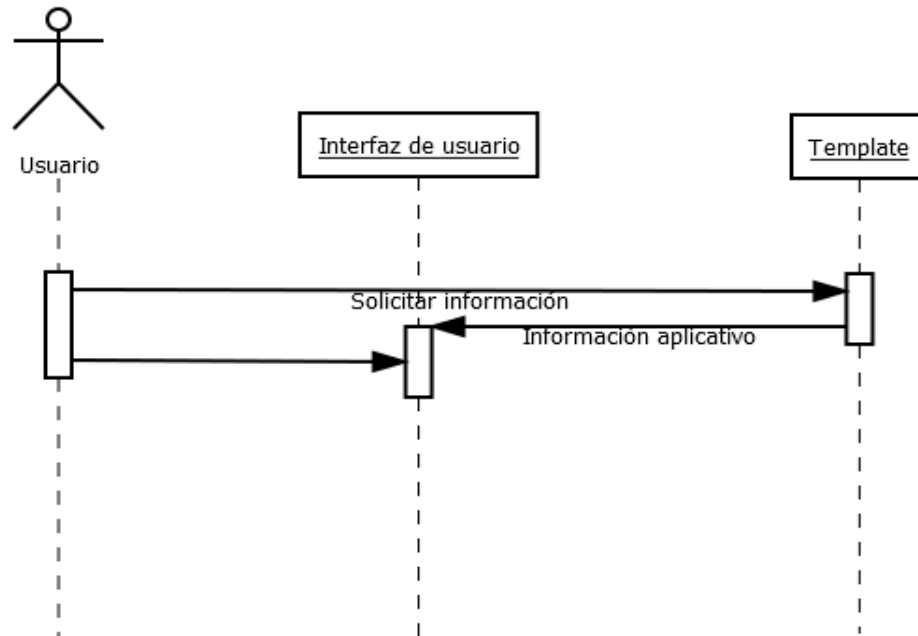 Usuario
Interfaz de usuario
Template
Solicitar información
Información aplicativo